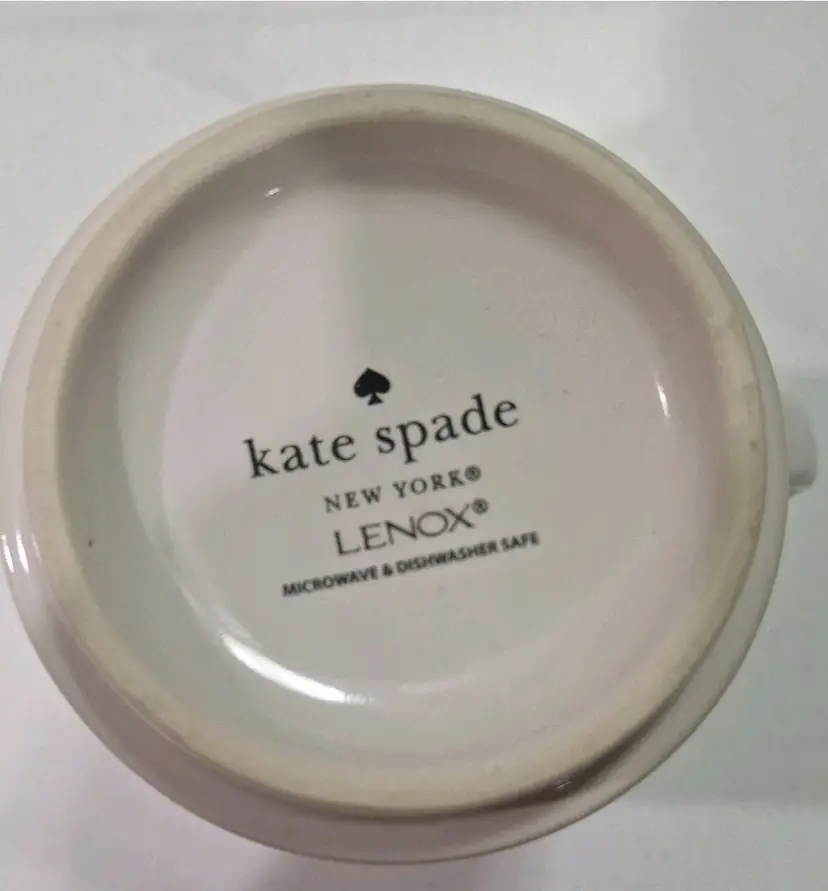 kate spade
NEW YORK®
LENOX®
MICROWAVE & DISHWASHER SAFE